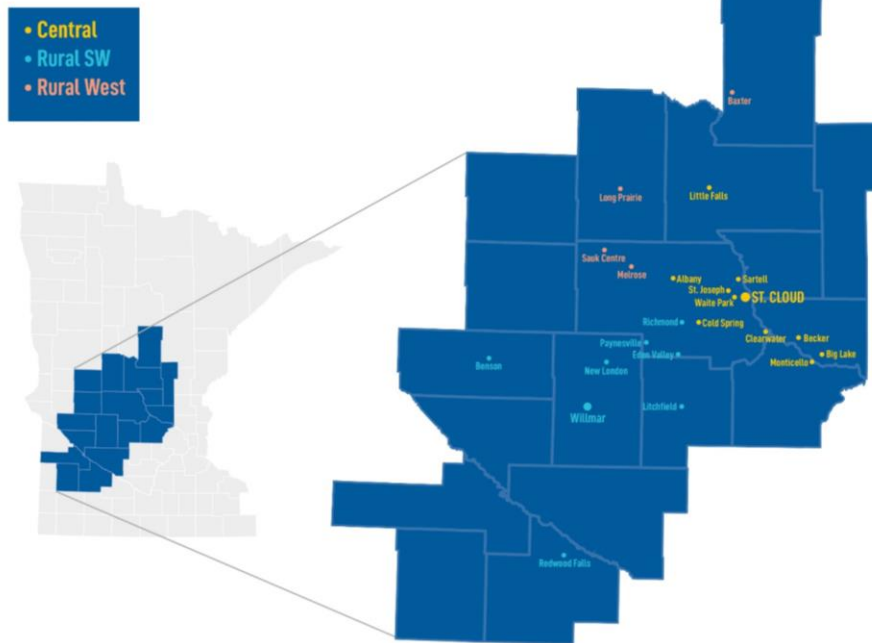 • Central
• Rural SW
• Rural West
Baxter
Long Prairie
Little Falls
Sauk Centre
Melrose
Albany
Sartell
St. Joseph
ST. CLOUD
Waite Park
Richmond
Cold Spring
Clearwater
Becker
Paynesville
Eden Valley
Big Lake
Monticello
Benson
New London
Willmar
Litchfield
Redwood Falls